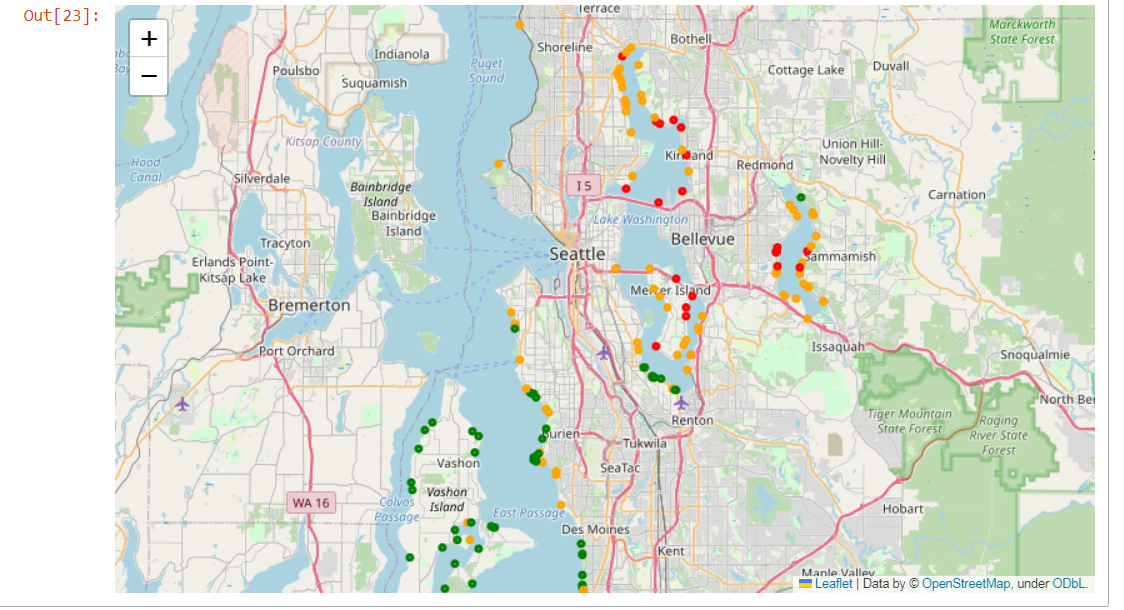 Out[23]:
+
−
Terrace
Shoreline
Bothell
Marckworth
State Forest
Indianola
Puget
Sound
Poulsbo
Suquamish
Cottage Lake
Duvall
Bay
Kitsap County
Hood
Canal
Silverdale
Union Hill-
Novelty Hill
Kirkland
Redmond
Bainbridge
Island
I 5
Carnation
Bainbridge
Island
Lake Washington
Tracyton
Seattle
Bellevue
Sammamish
Erlands Point-
Kitsap Lake
Bremerton
Mercer Island
Port Orchard
Issaquah
Snoqualmie
North Ber
Renton
Tiger Mountain
State Forest
Raging
River State
Forest
Burien
Tukwila
Vashon
SeaTac
WA 16
Vashon
Island
Colvos
Passage
East Passage
Des Moines
Hobart
Kent
Maple Valley
Leaflet | Data by © OpenStreetMap, under ODbL.